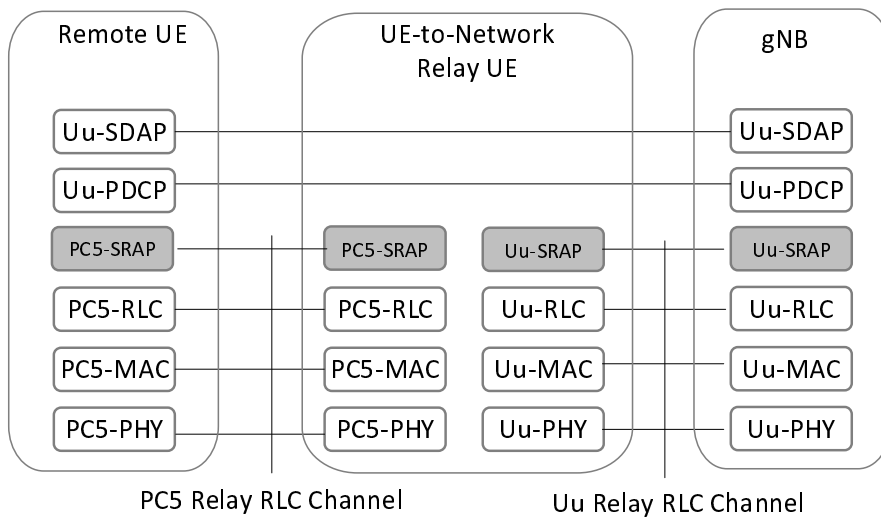 Remote UE
UE-to-Network
Relay UE
gNB
Uu-SDAP
Uu-SDAP
Uu-PDCP
Uu-PDCP
PC5-SRAP
PC5-SRAP
Uu-SRAP
Uu-SRAP
PC5-RLC
PC5-RLC
Uu-RLC
Uu-RLC
PC5-MAC
PC5-MAC
Uu-MAC
Uu-MAC
PC5-PHY
PC5-PHY
Uu-PHY
Uu-PHY
PC5 Relay RLC Channel
Uu Relay RLC Channel